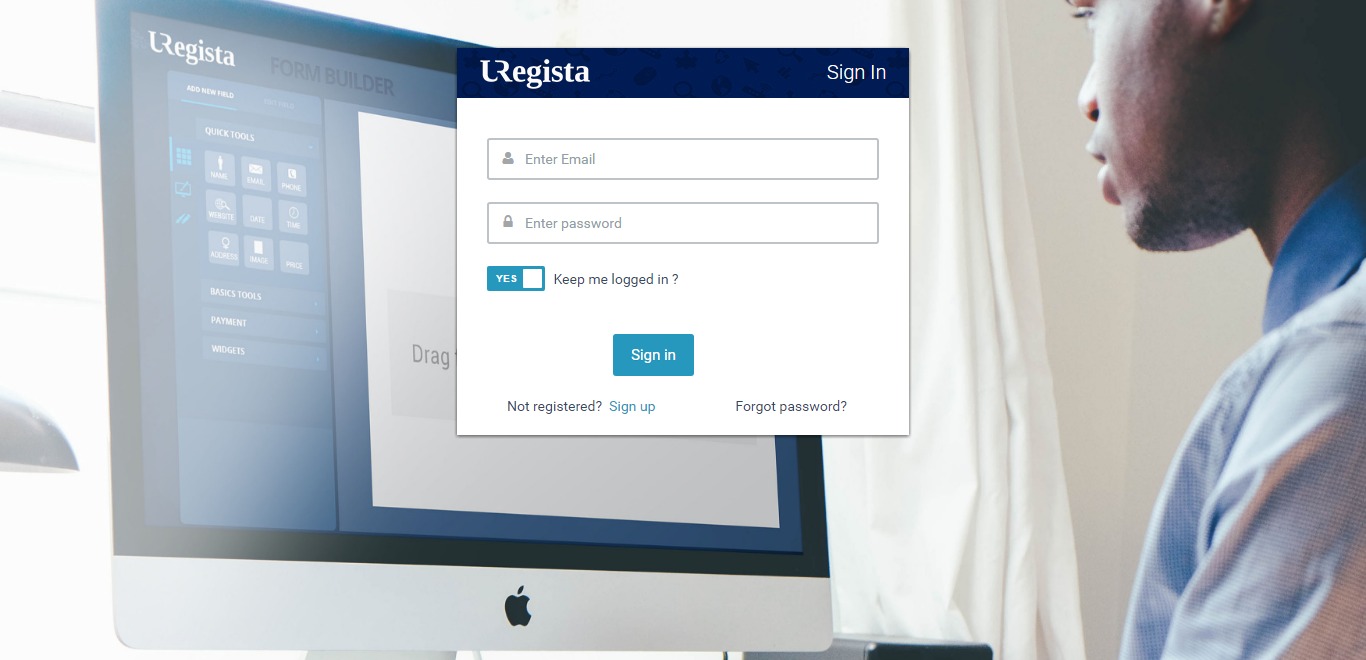 URegista
FORM BUILDER
ADD NEW FIELD
EDIT FIELD
QUICK TOOLS
NAME
EMAIL
PHONE
WEBSITE
DATE
TIME
ADDRESS
IMAGE
PRICE
BASICS TOOLS
PAYMENT
WIDGETS
Drag
URegista
Sign In
Enter Email
Enter password
YES Keep me logged in ?
Sign in
Not registered? Sign up
Forgot password?